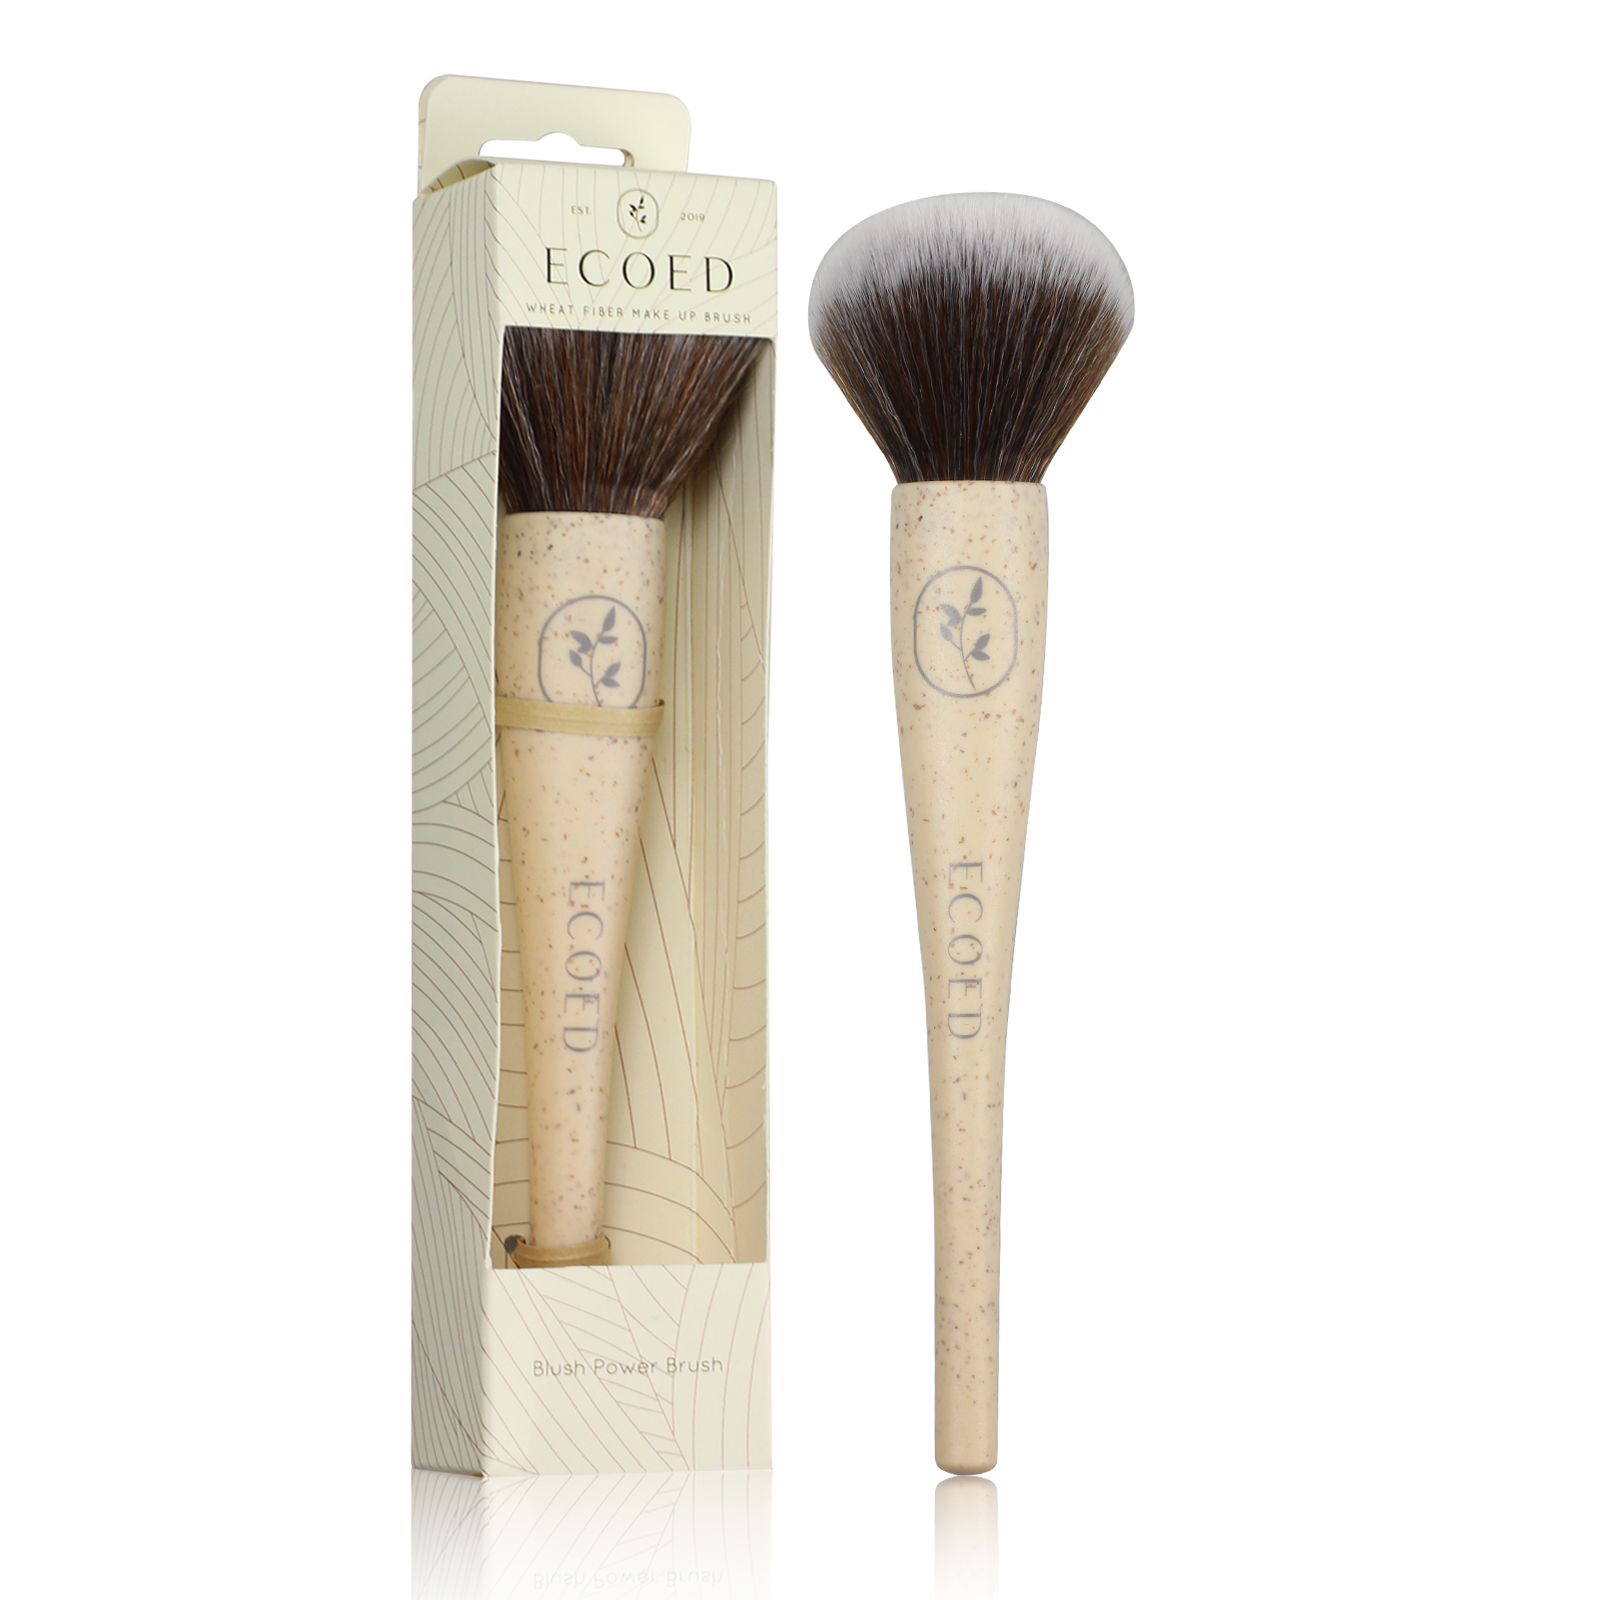 EST. 2019
ECOED
WHEAT FIBER MAKE UP BRUSH
ECOED
Blush Power Brush
ECOED